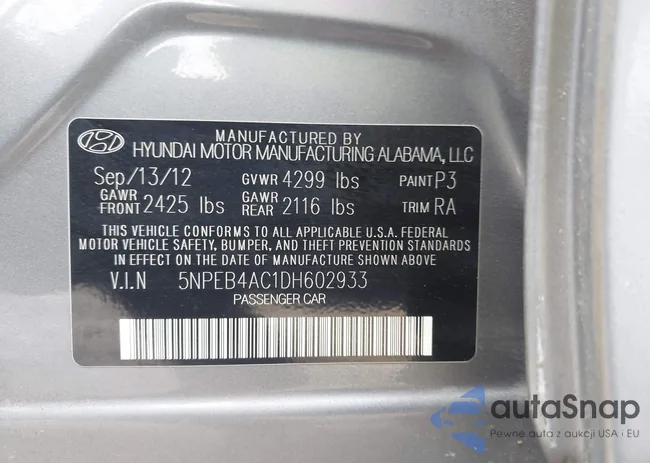 MANUFACTURED BY
HYUNDAI MOTOR MANUFACTURING ALABAMA, LLC
Sep/13/12 GVWR 4299 lbs PAINT P3
GAWR FRONT 2425 lbs GAWR REAR 2116 lbs TRIM RA
THIS VEHICLE CONFORMS TO ALL APPLICABLE U.S.A. FEDERAL
MOTOR VEHICLE SAFETY, BUMPER, AND THEFT PREVENTION STANDARDS
IN EFFECT ON THE DATE OF MANUFACTURE SHOWN ABOVE
V.I.N 5NPEB4AC1DH602933
PASSENGER CAR
autaSnap
Pewne auta z aukcji USA i EU